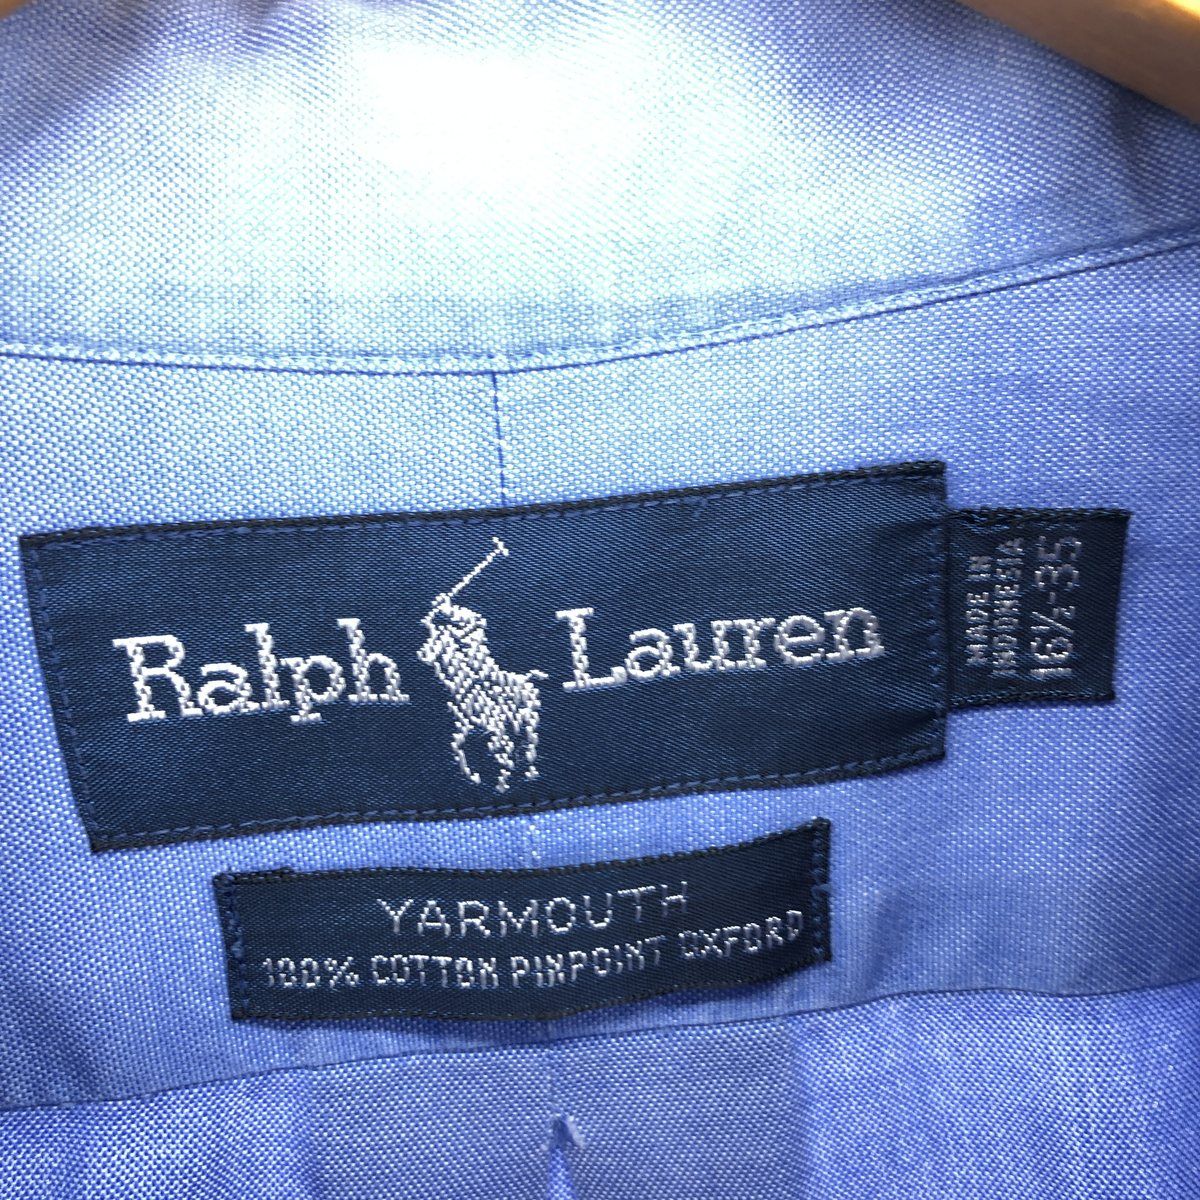 Ralph Lauren
MADE IN
INDONESIA
16½-35
YARMOUTH
100% COTTON PINPOINT OXFORD